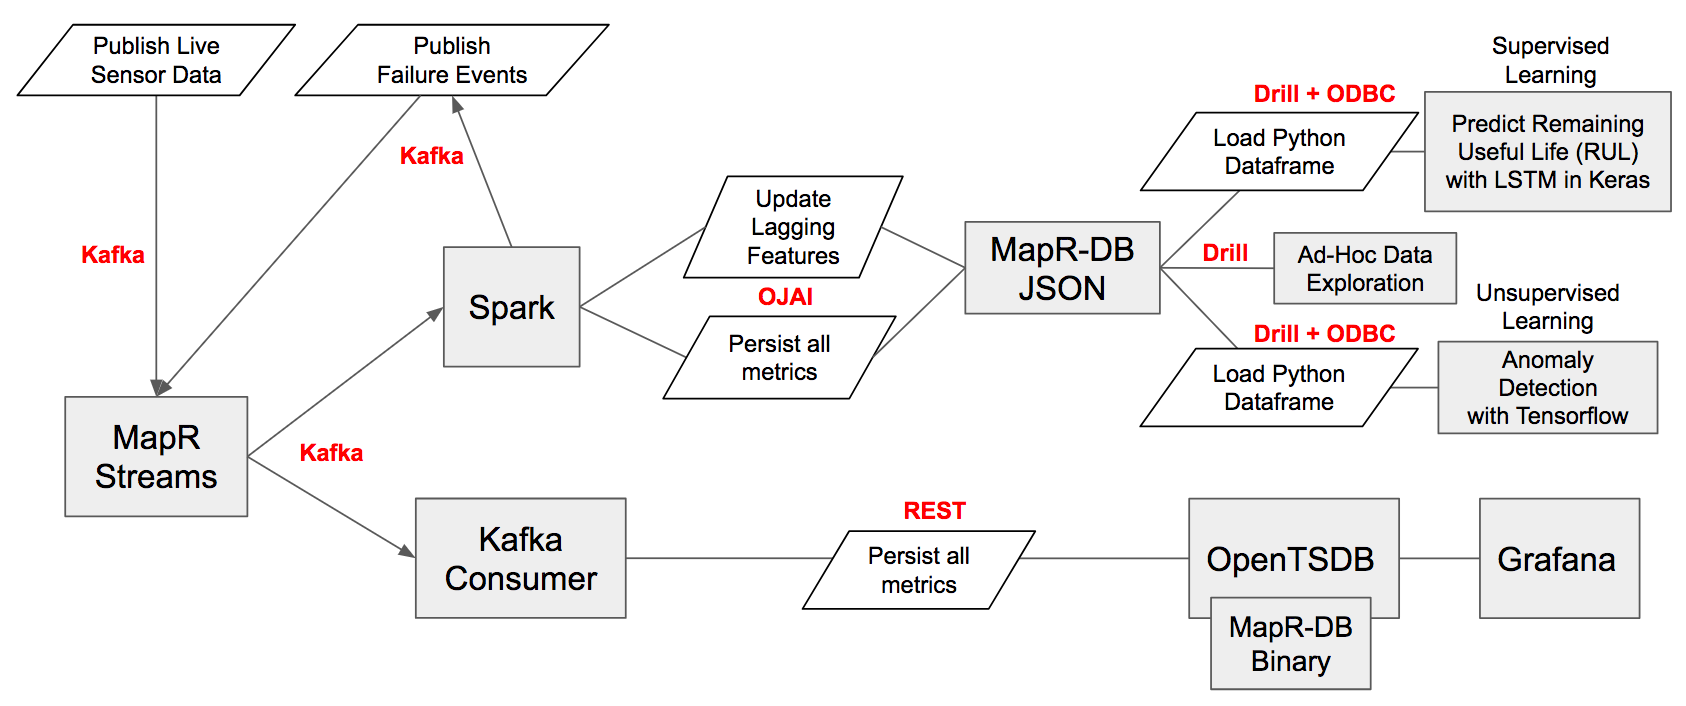 Publish Live
Sensor Data
Publish
Failure Events
Kafka
Kafka
MapR
Streams
Kafka
Spark
Update
Lagging
Features
OJAI
Persist all
metrics
MapR-DB
JSON
Drill + ODBC
Load Python
Dataframe
Supervised
Learning
Predict Remaining
Useful Life (RUL)
with LSTM in Keras
Drill
Ad-Hoc Data
Exploration
Drill + ODBC
Load Python
Dataframe
Unsupervised
Learning
Anomaly
Detection
with Tensorflow
Kafka
Consumer
REST
Persist all
metrics
OpenTSDB
MapR-DB
Binary
Grafana